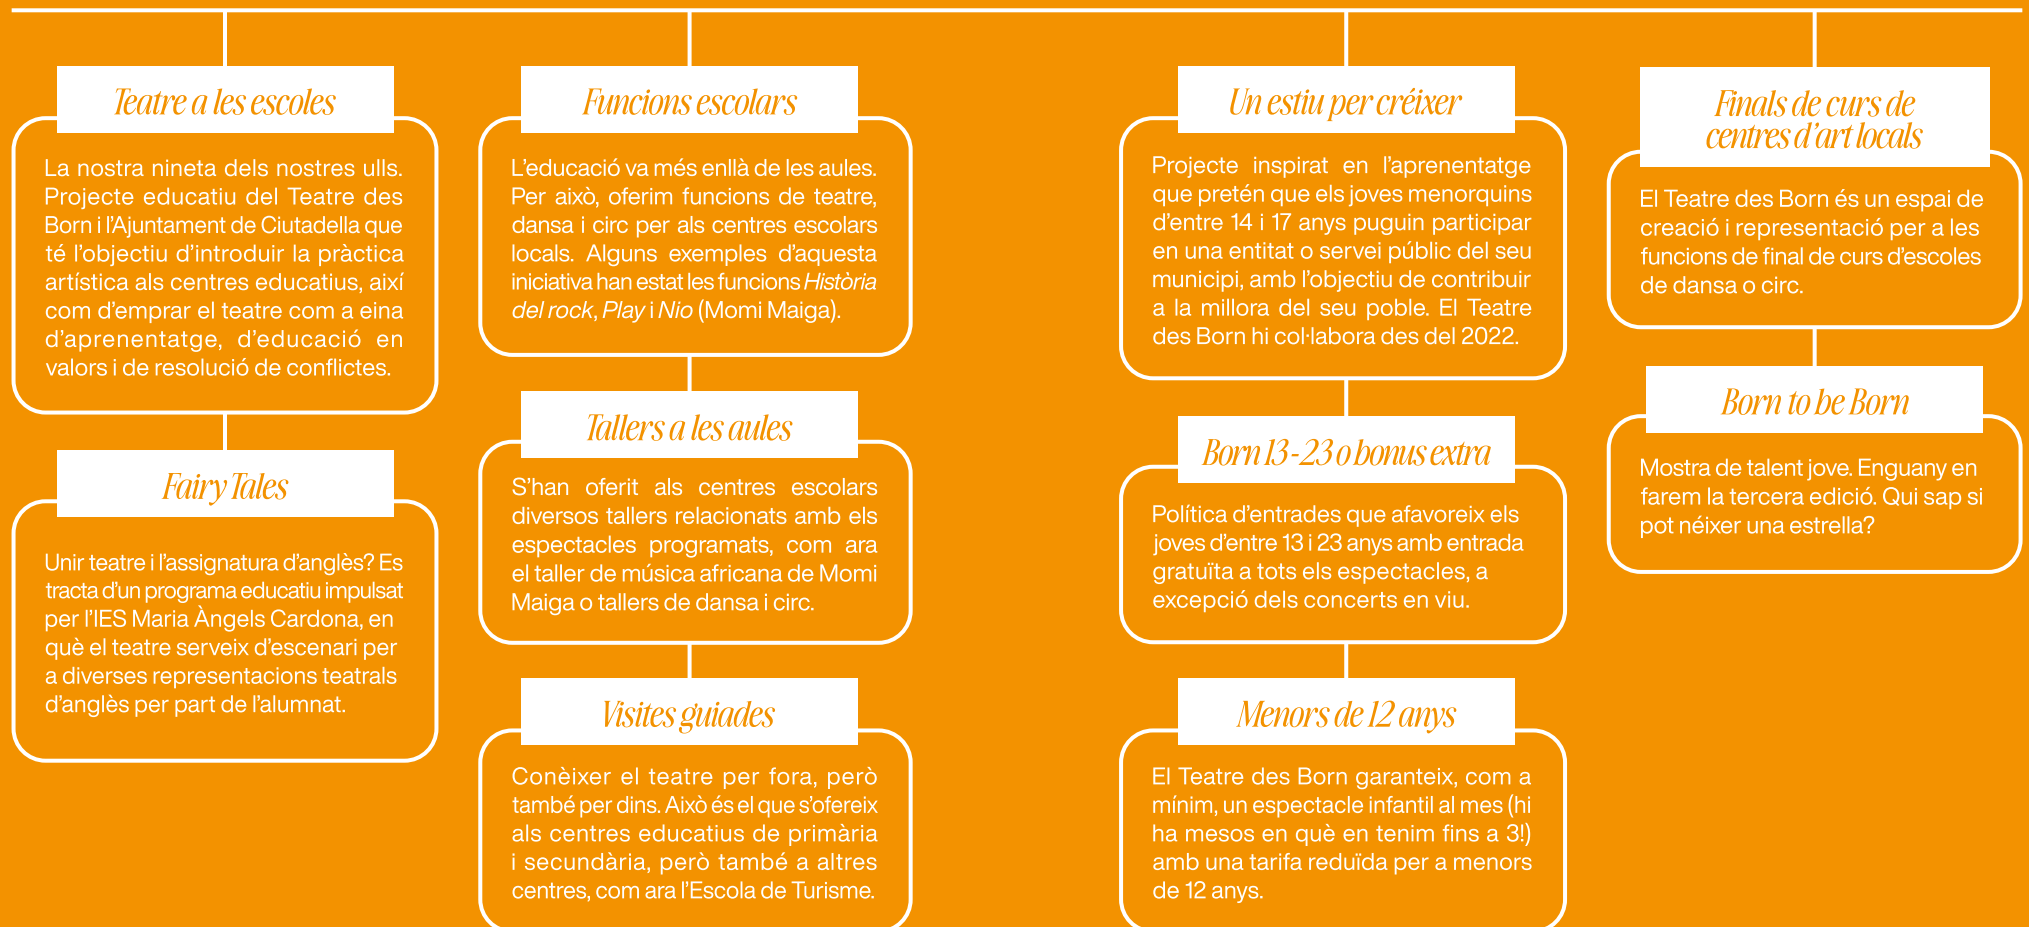 Teatre a les escoles
La nostra nineta dels nostres ulls.
Projecte educatiu del Teatre des
Born i l’Ajuntament de Ciutadella que
té l’objectiu d’introduir la pràctica
artística als centres educatius, així
com d’emprar el teatre com a eina
d’aprenentatge, d’educació en
valors i de resolució de conflictes.
Fairy Tales
Unir teatre i l’assignatura d’anglès? Es
tracta d’un programa educatiu impulsat
per l’IES Maria Àngels Cardona, en
què el teatre serveix d’escenari per
a diverses representacions teatrals
d’anglès per part de l’alumnat.
Funcions escolars
L’educació va més enllà de les aules.
Per això, oferim funcions de teatre,
dansa i circ per als centres escolars
locals. Alguns exemples d’aquesta
iniciativa han estat les funcions Història
del rock, Play i Nio (Momi Maiga).
Tallers a les aules
S’han oferit als centres escolars
diversos tallers relacionats amb els
espectacles programats, com ara
el taller de música africana de Momi
Maiga o tallers de dansa i circ.
Visites guiades
Conèixer el teatre per fora, però
també per dins. Això és el que s’ofereix
als centres educatius de primària
i secundària, però també a altres
centres, com ara l’Escola de Turisme.
Un estiu per créixer
Projecte inspirat en l’aprenentatge
que pretén que els joves menorquins
d’entre 14 i 17 anys puguin participar
en una entitat o servei públic del seu
municipi, amb l’objectiu de contribuir
a la millora del seu poble. El Teatre
des Born hi col·labora des del 2022.
Born 13-23 o bonus extra
Política d’entrades que afavoreix els
joves d’entre 13 i 23 anys amb entrada
gratuïta a tots els espectacles, a
excepció dels concerts en viu.
Menors de 12 anys
El Teatre des Born garanteix, com a
mínim, un espectacle infantil al mes (hi
ha mesos en què en tenim fins a 3!)
amb una tarifa reduïda per a menors
de 12 anys.
Finals de curs de
centres d’art locals
El Teatre des Born és un espai de
creació i representació per a les
funcions de final de curs d’escoles
de dansa o circ.
Born to be Born
Mostra de talent jove. Enguany en
farem la tercera edició. Qui sap si
pot néixer una estrella?